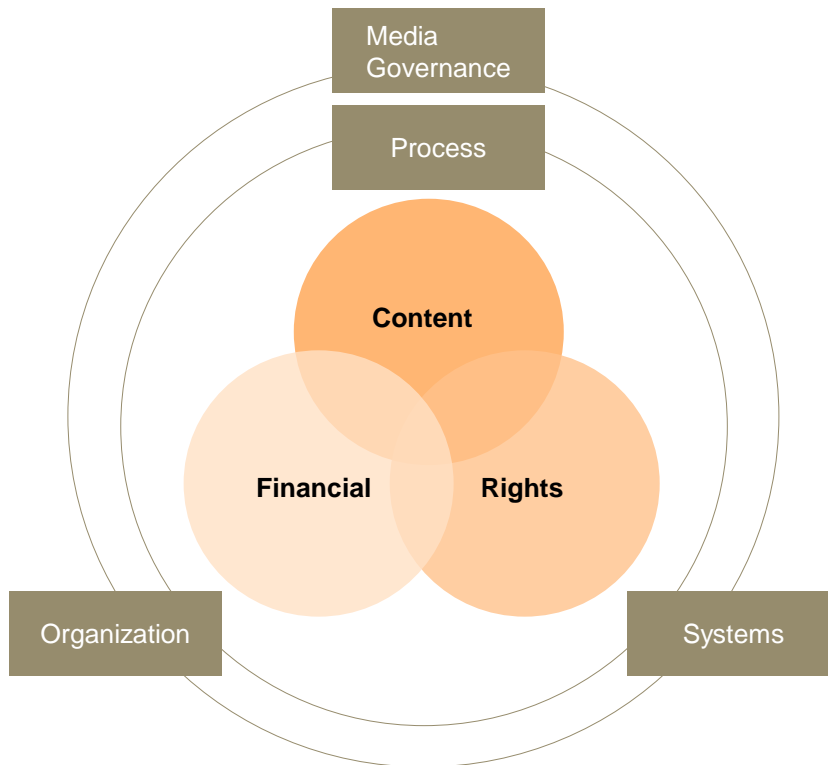 Media
Governance
Process
Content
Financial
Rights
Organization
Systems